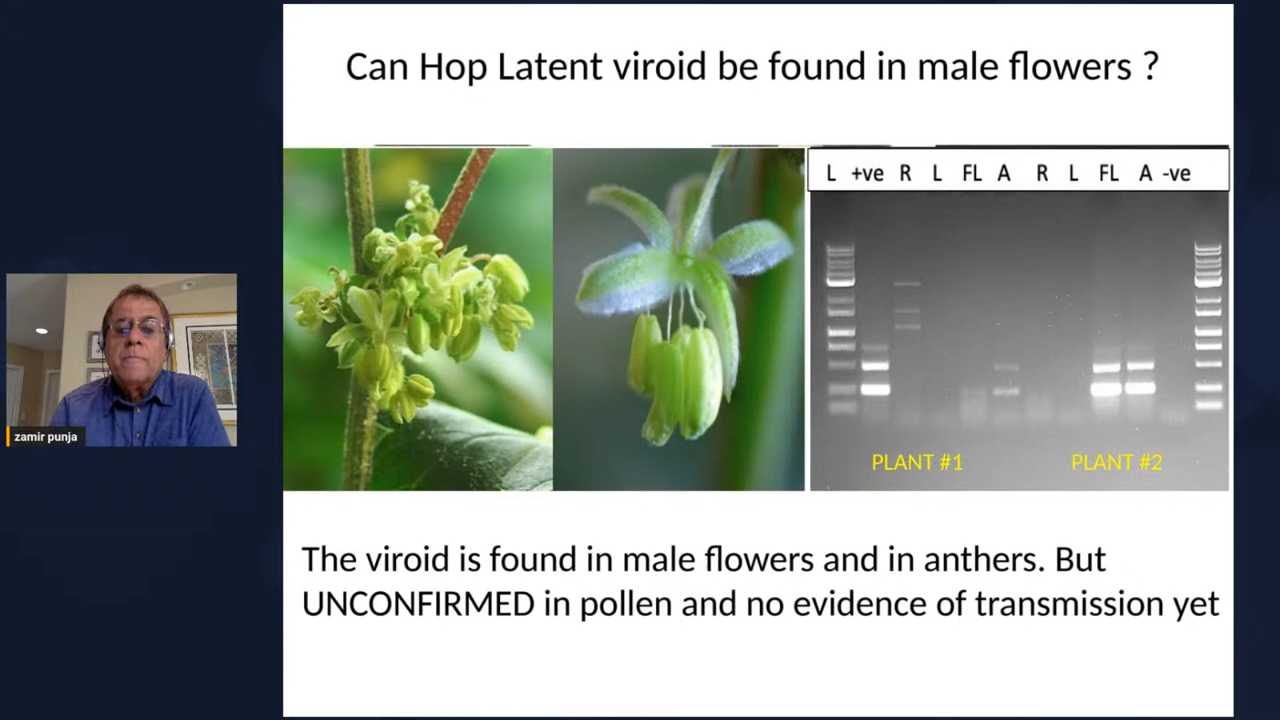 Can Hop Latent viroid be found in male flowers ?
L +ve R L FL A R L FL A -ve
PLANT #1 PLANT #2
zamir punja
The viroid is found in male flowers and in anthers. But
UNCONFIRMED in pollen and no evidence of transmission yet